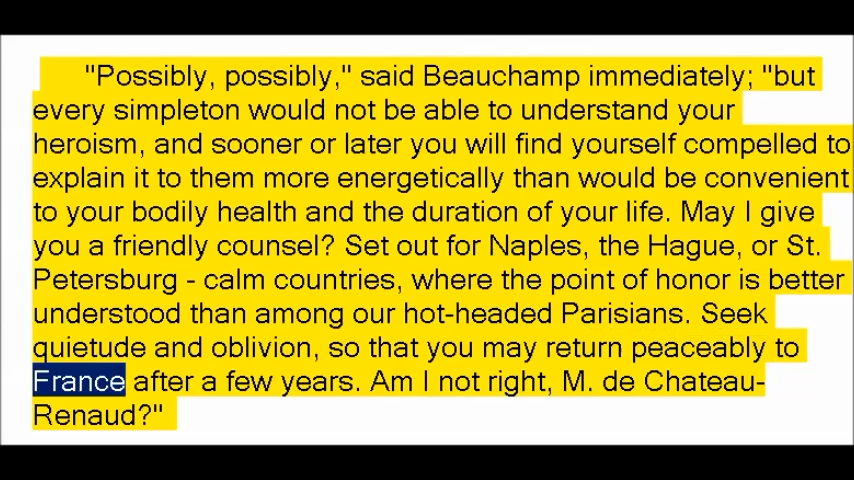 "Possibly, possibly," said Beauchamp immediately; "but
every simpleton would not be able to understand your
heroism, and sooner or later you will find yourself compelled to
explain it to them more energetically than would be convenient
to your bodily health and the duration of your life. May I give
you a friendly counsel? Set out for Naples, the Hague, or St.
Petersburg - calm countries, where the point of honor is better
understood than among our hot-headed Parisians. Seek
quietude and oblivion, so that you may return peaceably to
France after a few years. Am I not right, M. de Chateau-
Renaud?"